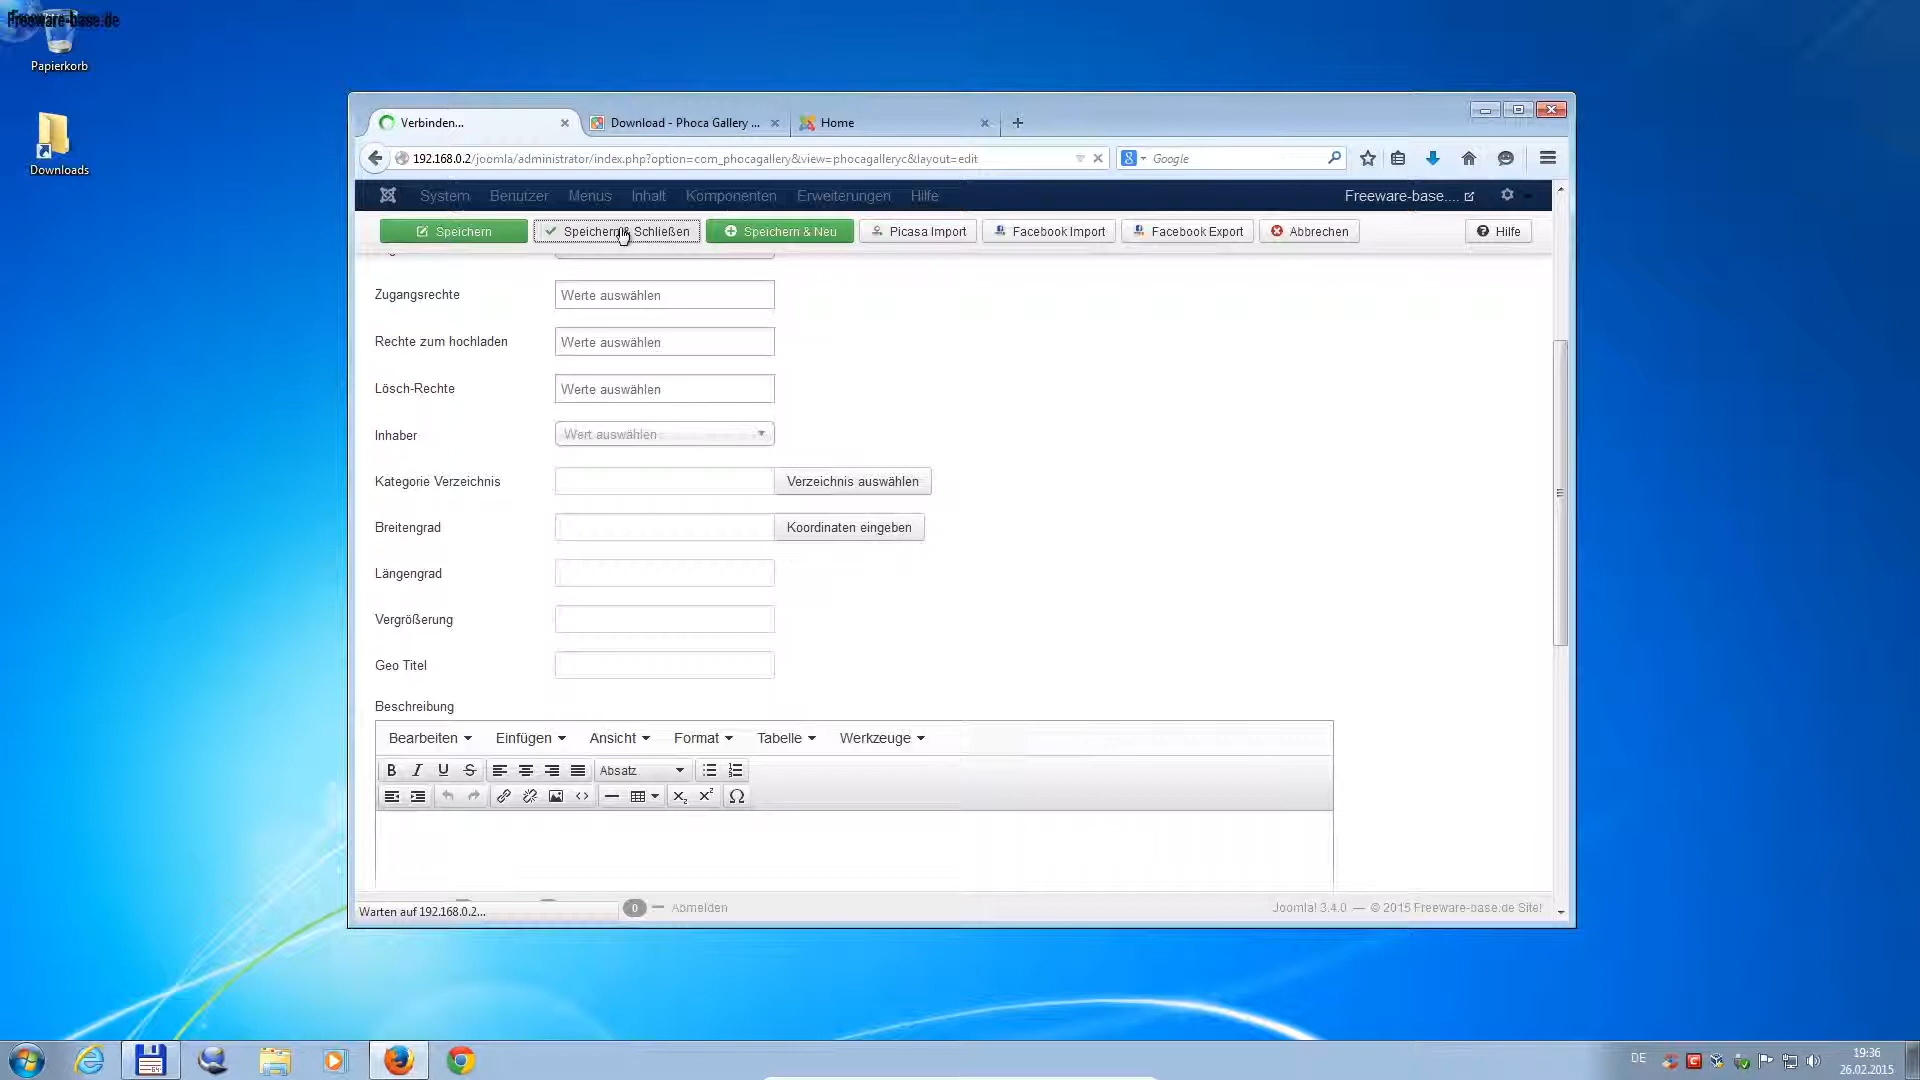 Freeware-base.de
Papierkorb
Downloads
Verbinden...
Download - Phoca Gallery ...
Home
192.168.0.2/joomla/administrator/index.php?option=com_phocagallery&view=phocagalleryc&layout=edit
Google
System Benutzer Menus Inhalt Komponenten Erweiterungen Hilfe
Freeware-base....
Speichern
Speichern & Schließen
Speichern & Neu
Picasa Import
Facebook Import
Facebook Export
Abbrechen
Hilfe
Zugangsrechte
Werte auswählen
Rechte zum hochladen
Werte auswählen
Lösch-Rechte
Werte auswählen
Inhaber
Wert auswählen
Kategorie Verzeichnis
Verzeichnis auswählen
Breitengrad
Koordinaten eingeben
Längengrad
Vergrößerung
Geo Titel
Beschreibung
Bearbeiten Einfügen Ansicht Format Tabelle Werkzeuge
Absatz
Warten auf 192.168.0.2...
0 — Abmelden
Joomla! 3.4.0 — © 2015 Freeware-base.de Site!
DE
19:36
26.02.2015